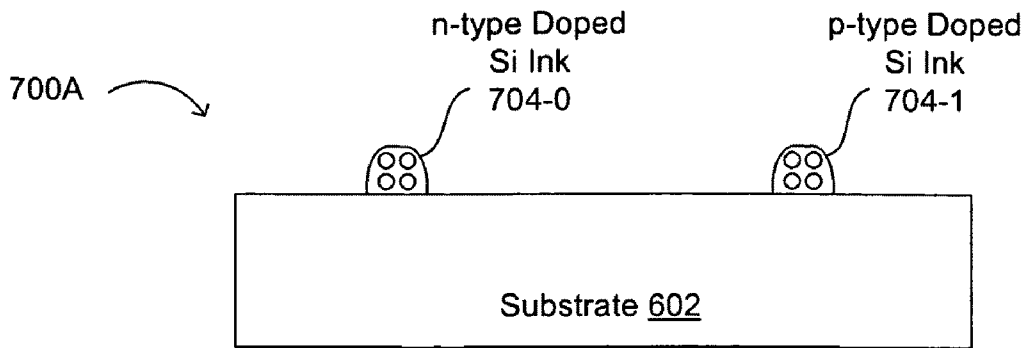 n-type Doped
Si Ink
704-0
p-type Doped
Si Ink
704-1
700A
Substrate 602